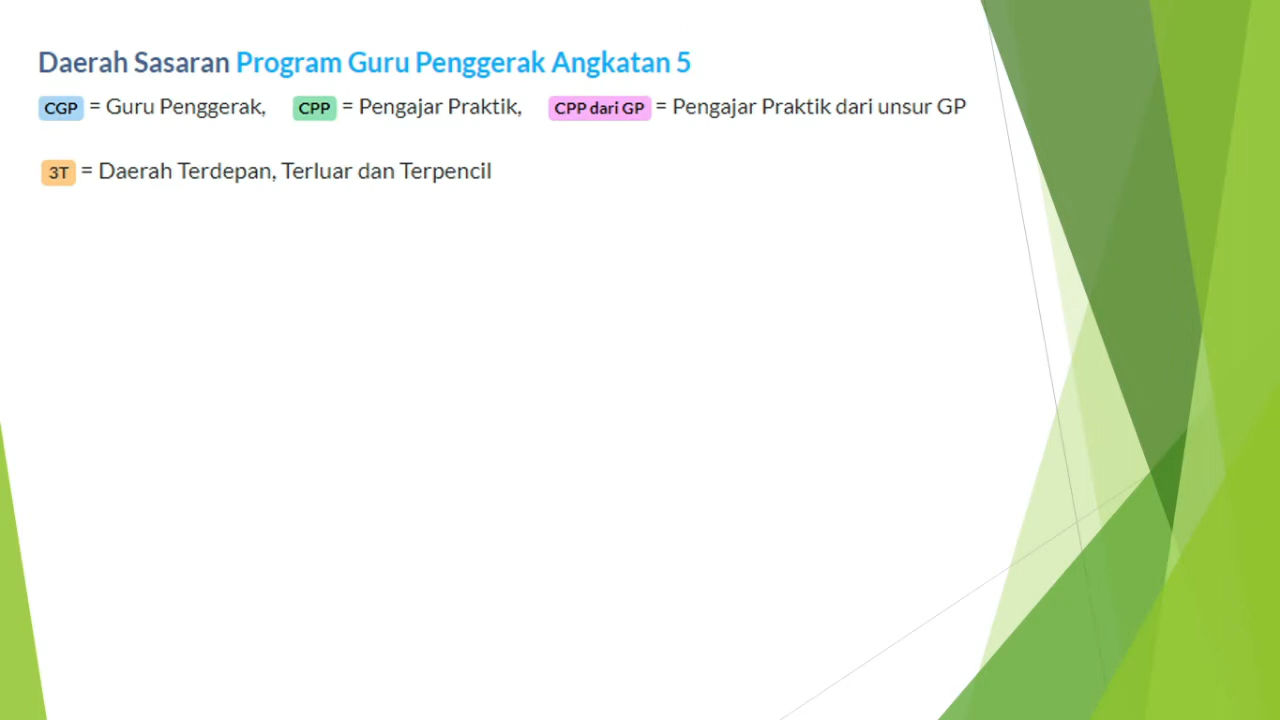 Daerah Sasaran Program Guru Penggerak Angkatan 5
CGP = Guru Penggerak, CPP = Pengajar Praktik, CPP dari GP = Pengajar Praktik dari unsur GP
3T = Daerah Terdepan, Terluar dan Terpencil